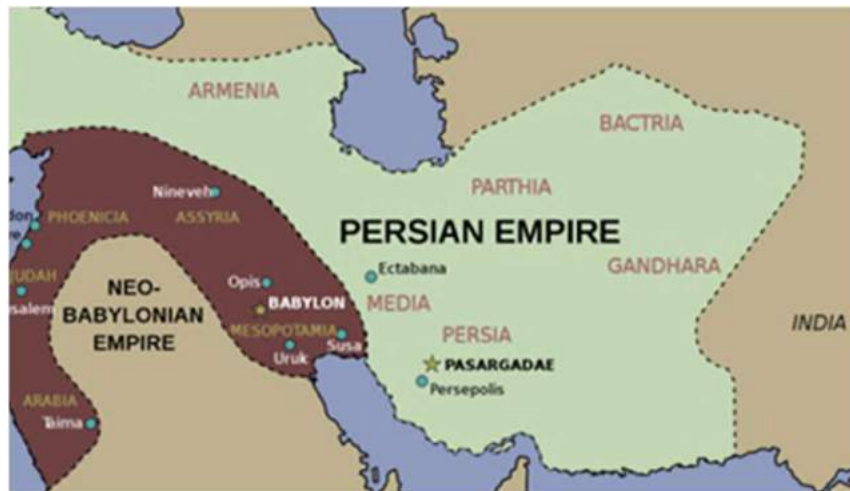 ARMENIA
BACTRIA
Nineveh
PARTHIA
PHOENICIA
ASSYRIA
PERSIAN EMPIRE
GANDHARA
JUDAH
Opis
Ectabana
NEO-
BABYLONIAN
EMPIRE
BABYLON
MEDIA
MESOPOTAMIA
INDIA
Uruk
Susa
PERSIA
PASARGADAE
Persepolis
ARABIA
Taima